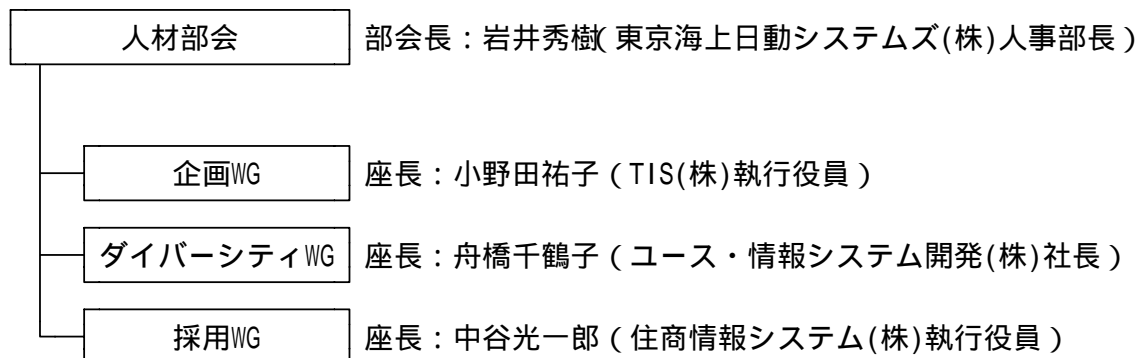 人材部会 部会長：岩井秀樹(東京海上日動システムズ(株)人事部長)
企画WG 座長：小野田祐子(TIS(株)執行役員)
ダイバーシティWG 座長：舟橋千鶴子(ユース・情報システム開発(株)社長)
採用WG 座長：中谷光一郎(住商情報システム(株)執行役員)